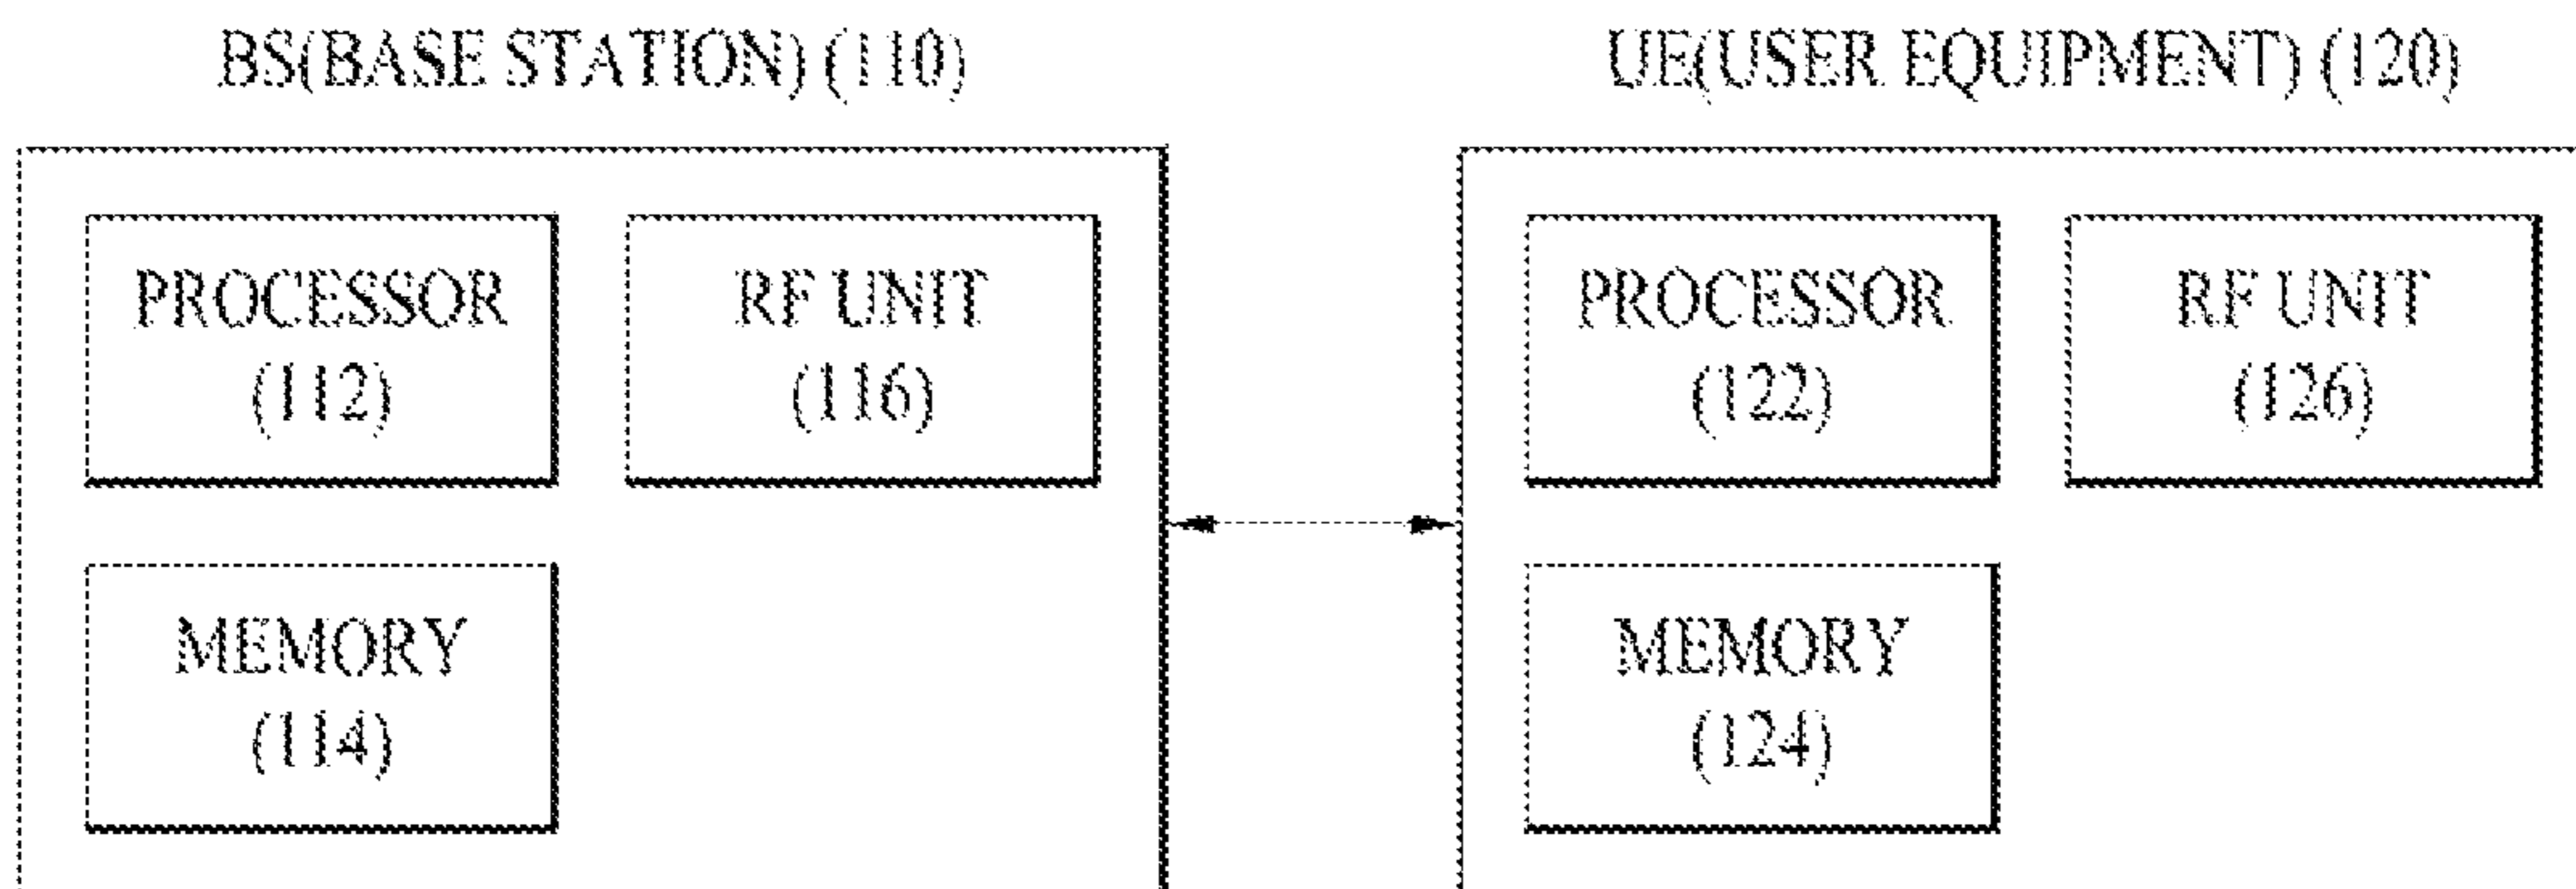 BS(BASE STATION) (110)
UE(USER EQUIPMENT) (120)
PROCESSOR
(112)
RF UNIT
(116)
MEMORY
(114)
PROCESSOR
(122)
RF UNIT
(126)
MEMORY
(124)